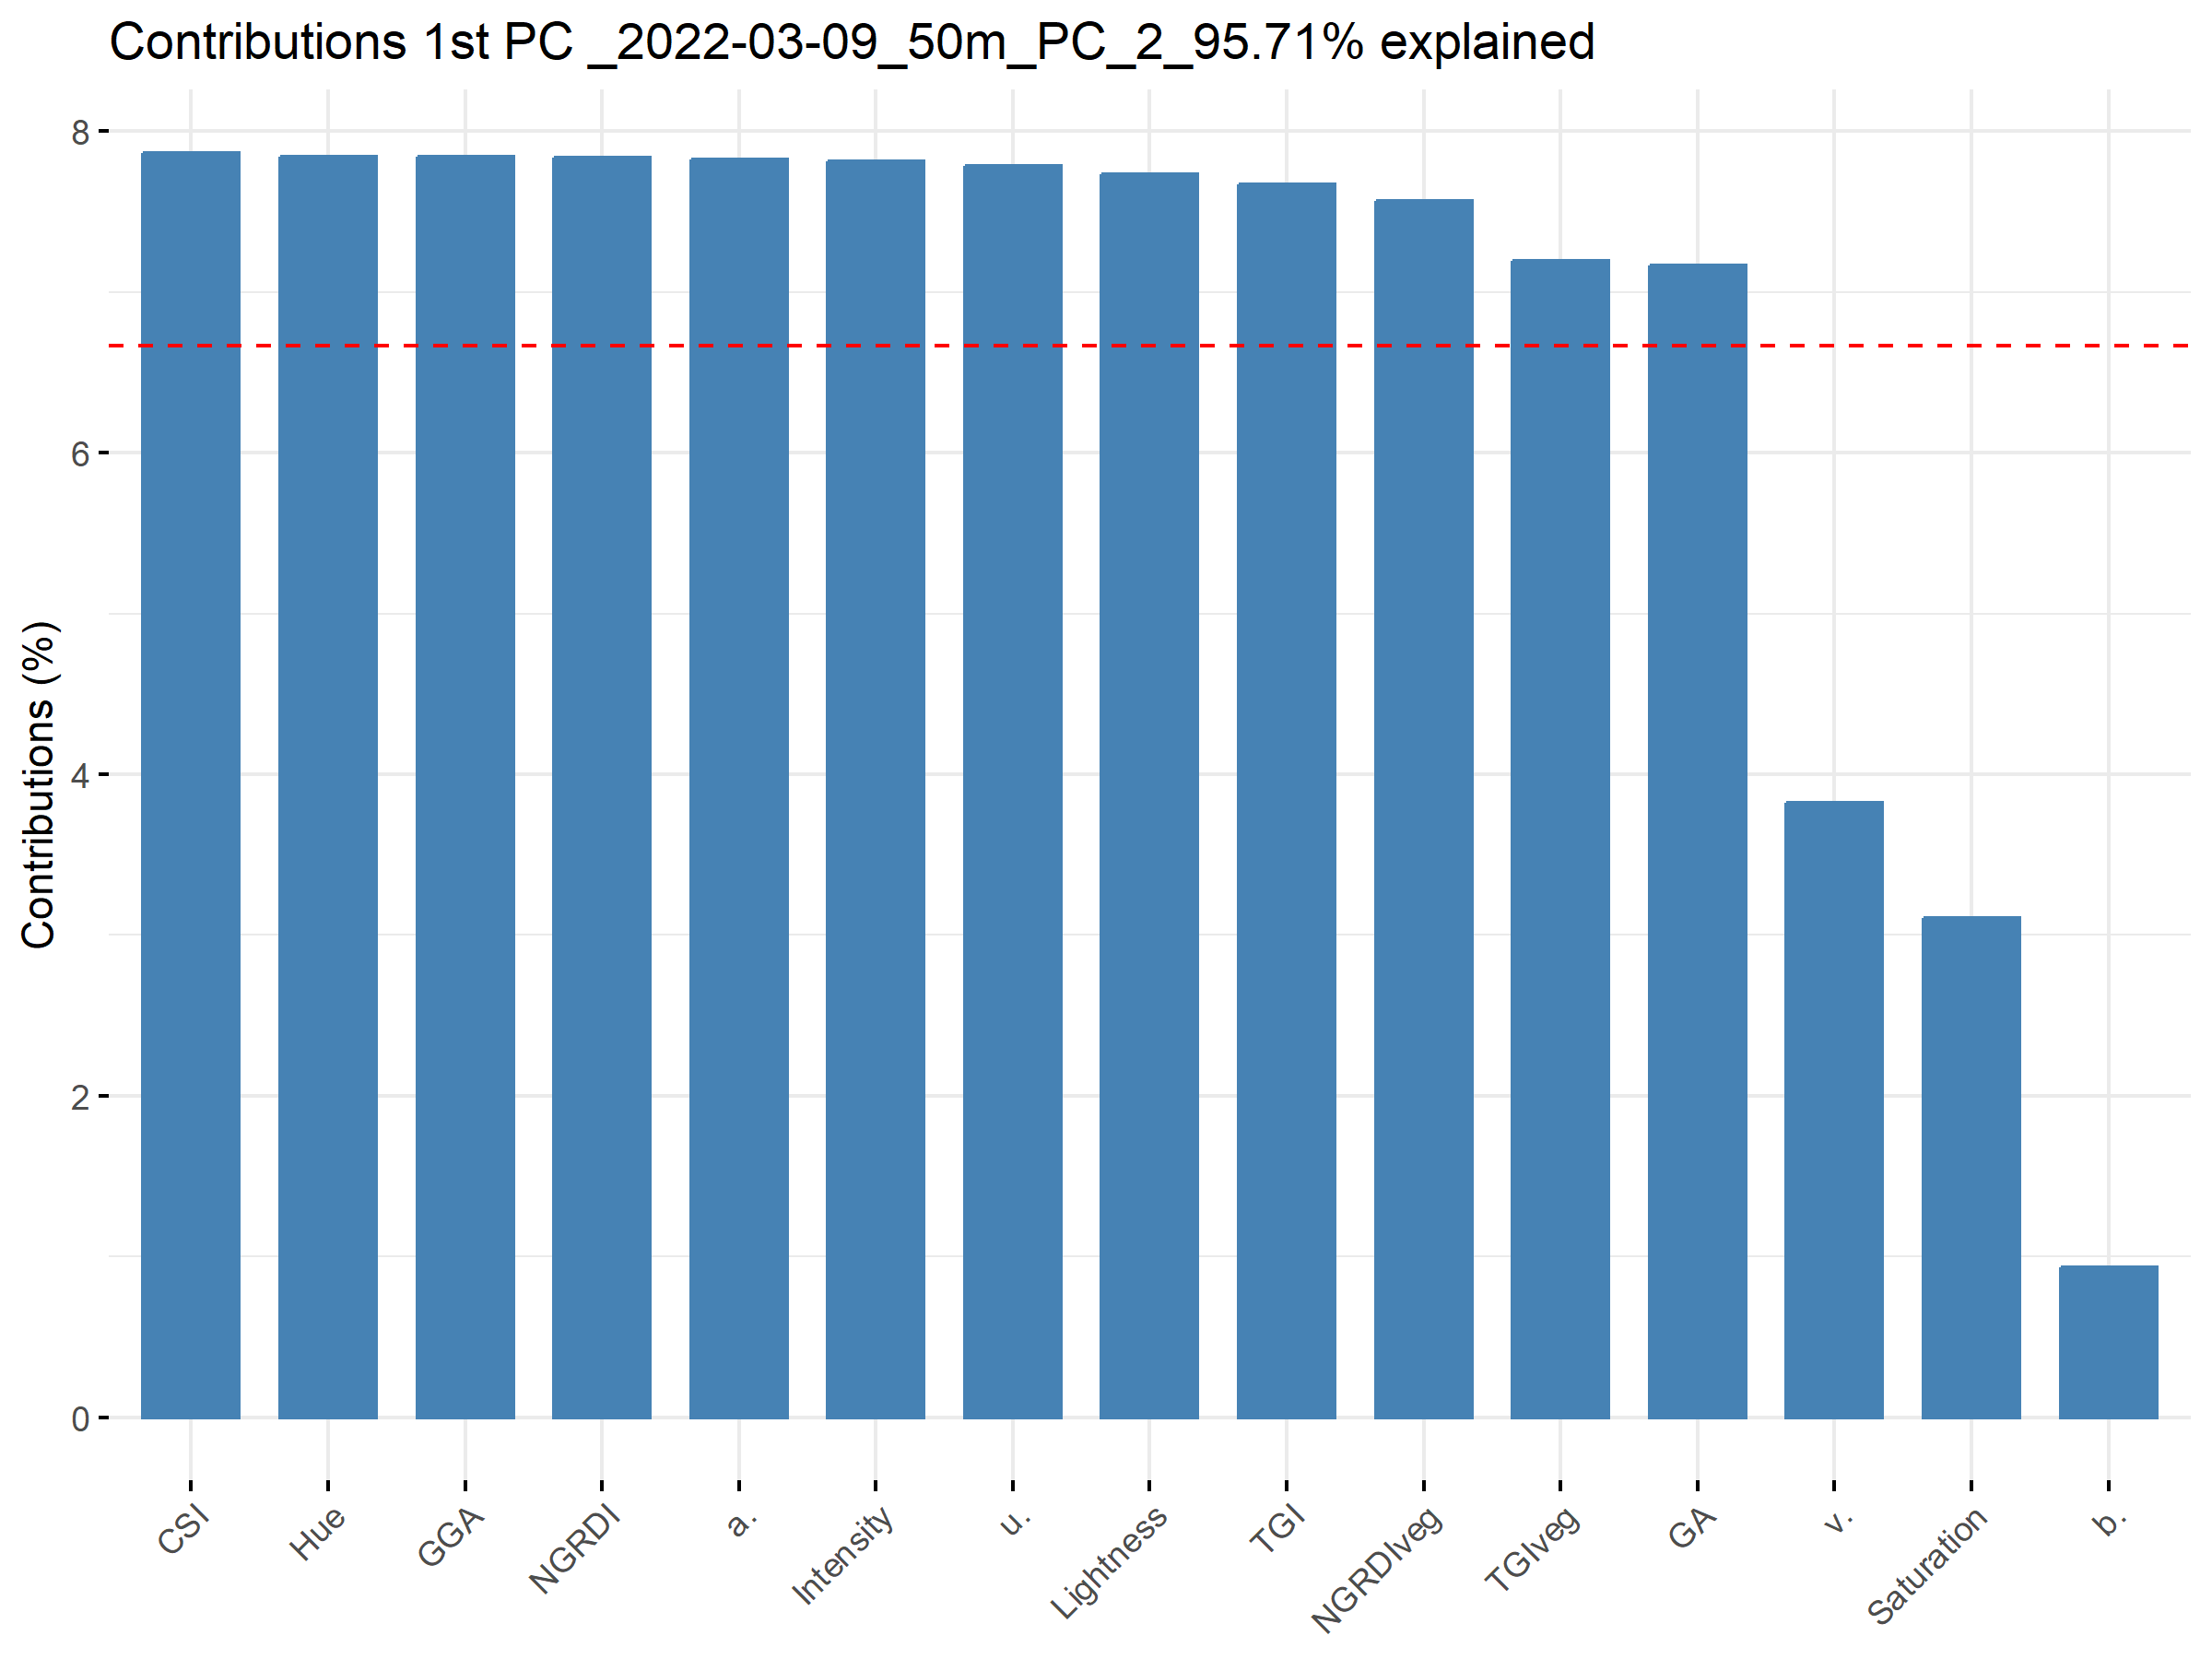 Contributions 1st PC _2022-03-09_50m_PC_2_95.71% explained
Contributions (%)
8
6
4
2
0
CSI
Hue
GGA
NGRDI
a.
Intensity
u.
Lightness
TGI
NGRDIveg
TGIveg
GA
v.
Saturation
b.